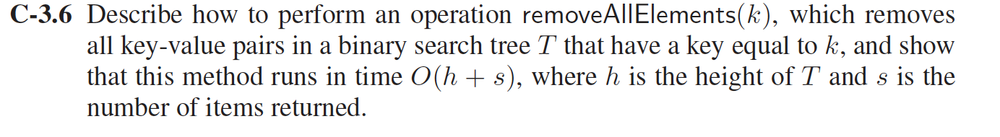 C-3.6 Describe how to perform an operation removeAllElements(k), which removes
all key-value pairs in a binary search tree T that have a key equal to k, and show
that this method runs in time O(h + s), where h is the height of T and s is the
number of items returned.